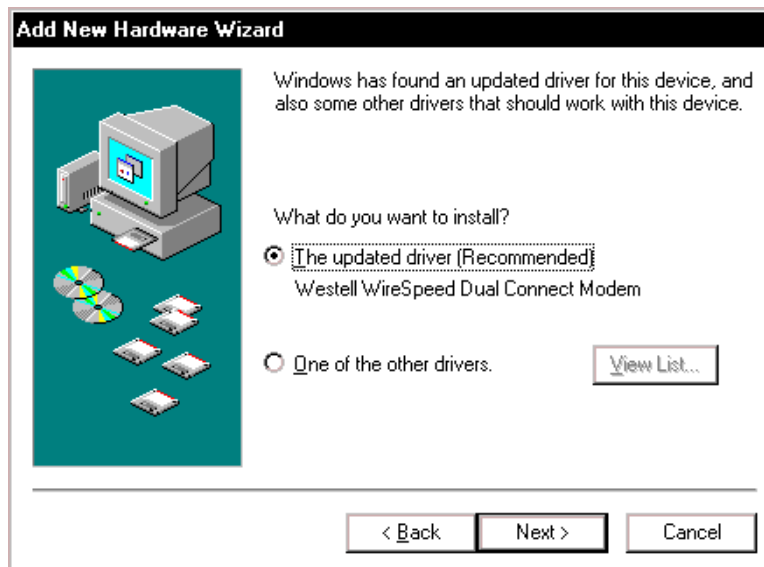 Add New Hardware Wizard
Windows has found an updated driver for this device, and
also some other drivers that should work with this device.
What do you want to install?
The updated driver (Recommended)
Westell WireSpeed Dual Connect Modem
One of the other drivers.
View List...
< Back
Next >
Cancel